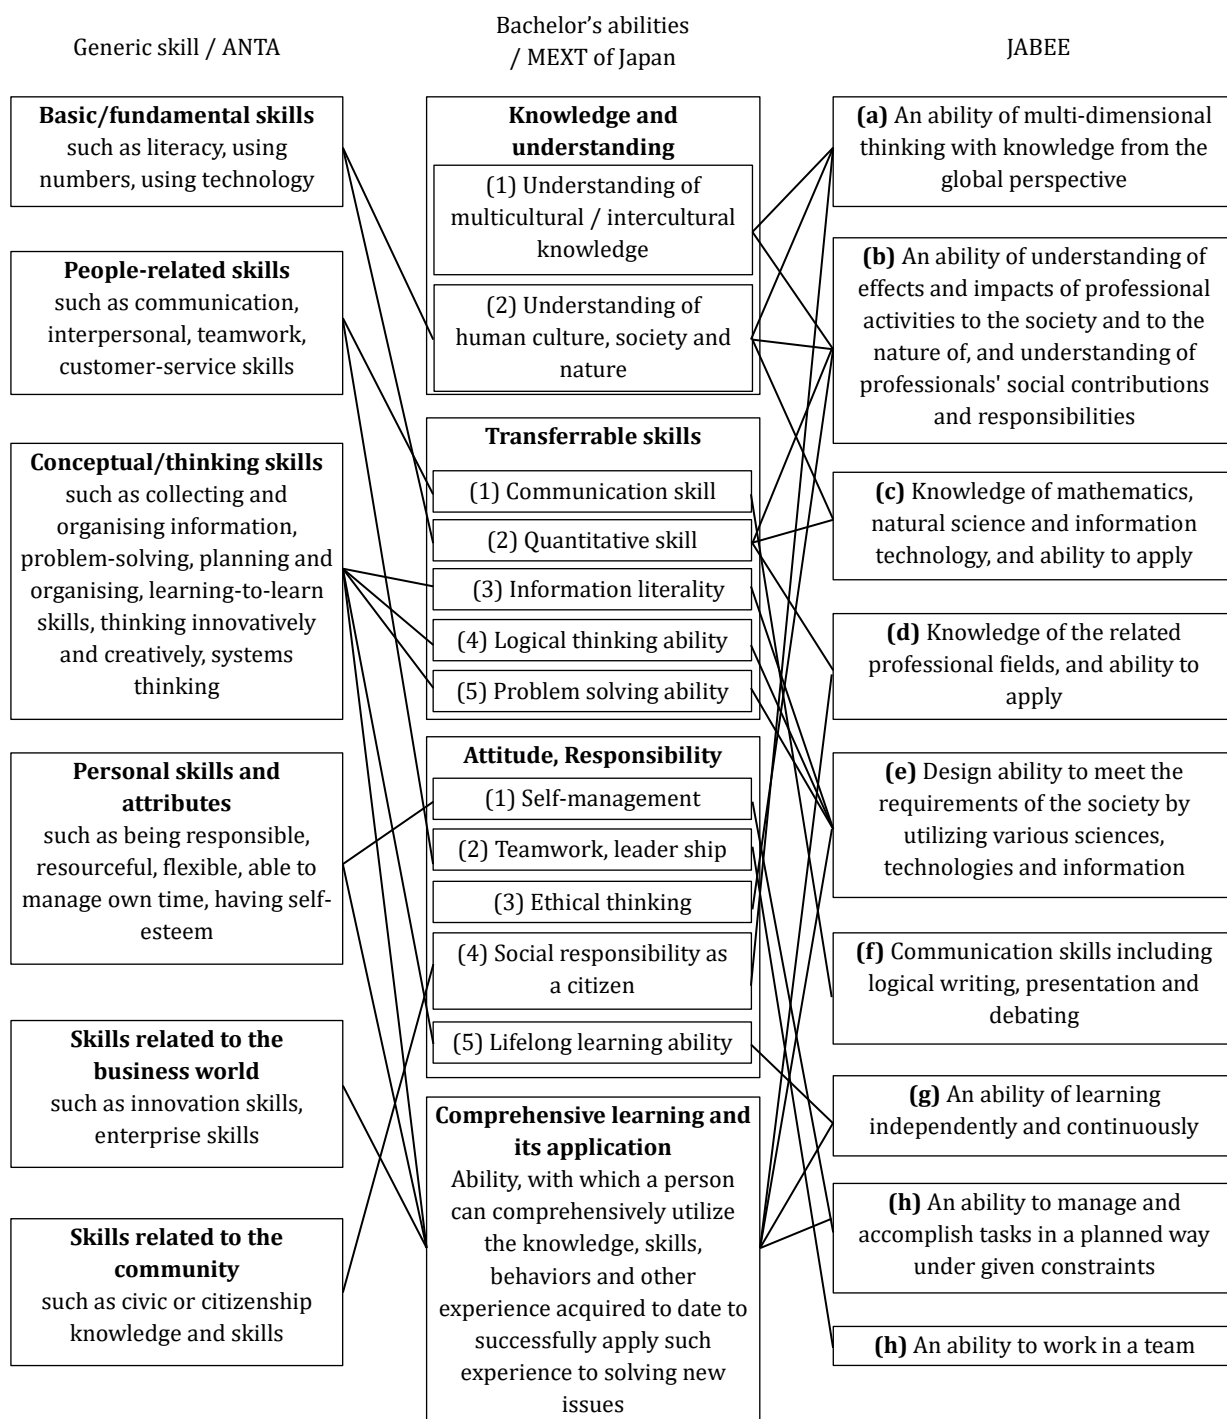 Generic skill / ANTA
Basic/fundamental skills
such as literacy, using
numbers, using technology
People-related skills
such as communication,
interpersonal, teamwork,
customer-service skills
Conceptual/thinking skills
such as collecting and
organising information,
problem-solving, planning and
organising, learning-to-learn
skills, thinking innovatively
and creatively, systems
thinking
Personal skills and
attributes
such as being responsible,
resourceful, flexible, able to
manage own time, having self-
esteem
Skills related to the
business world
such as innovation skills,
enterprise skills
Skills related to the
community
such as civic or citizenship
knowledge and skills
Bachelor's abilities
/ MEXT of Japan
Knowledge and
understanding
(1) Understanding of
multicultural / intercultural
knowledge
(2) Understanding of
human culture, society and
nature
Transferrable skills
(1) Communication skill
(2) Quantitative skill
(3) Information literality
(4) Logical thinking ability
(5) Problem solving ability
Attitude, Responsibility
(1) Self-management
(2) Teamwork, leader ship
(3) Ethical thinking
(4) Social responsibility as
a citizen
(5) Lifelong learning ability
Comprehensive learning and
its application
Ability, with which a person
can comprehensively utilize
the knowledge, skills,
behaviors and other
experience acquired to date to
successfully apply such
experience to solving new
issues
JABEE
(a) An ability of multi-dimensional
thinking with knowledge from the
global perspective
(b) An ability of understanding of
effects and impacts of professional
activities to the society and to the
nature of, and understanding of
professionals' social contributions
and responsibilities
(c) Knowledge of mathematics,
natural science and information
technology, and ability to apply
(d) Knowledge of the related
professional fields, and ability to
apply
(e) Design ability to meet the
requirements of the society by
utilizing various sciences,
technologies and information
(f) Communication skills including
logical writing, presentation and
debating
(g) An ability of learning
independently and continuously
(h) An ability to manage and
accomplish tasks in a planned way
under given constraints
(h) An ability to work in a team